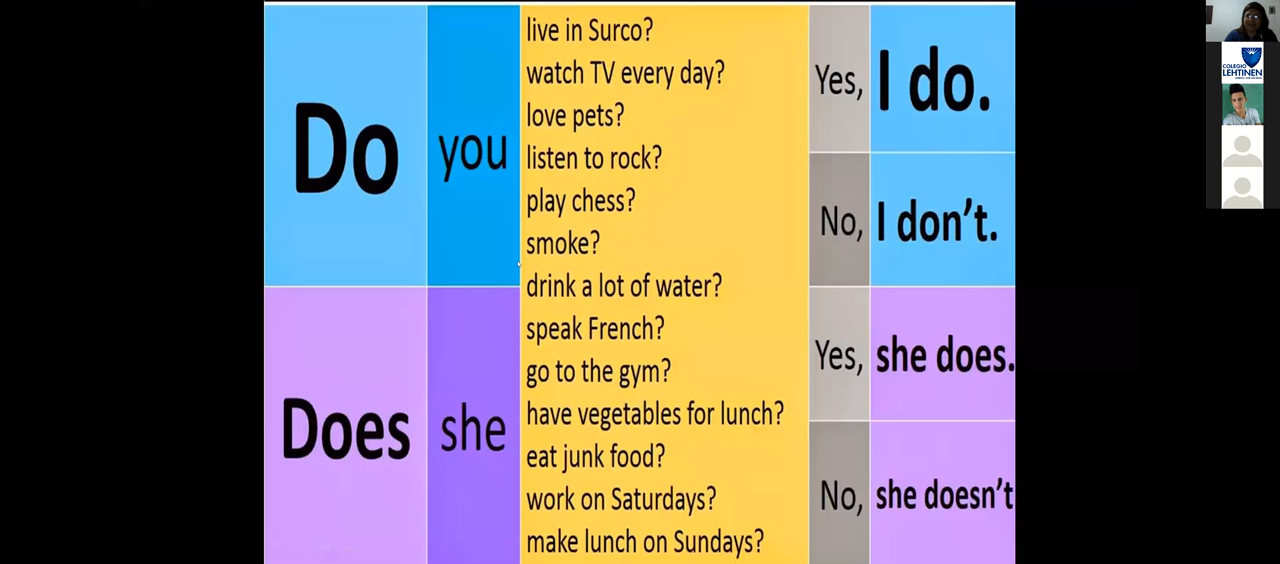 Do
you
live in Surco?
watch TV every day?
love pets?
listen to rock?
play chess?
smoke?
drink a lot of water?
speak French?
go to the gym?
have vegetables for lunch?
eat junk food?
work on Saturdays?
make lunch on Sundays?
Yes,
I do.
No,
I don't.
Does
she
Yes,
she does.
No,
she doesn't
COLEGIO
LEHTINEN